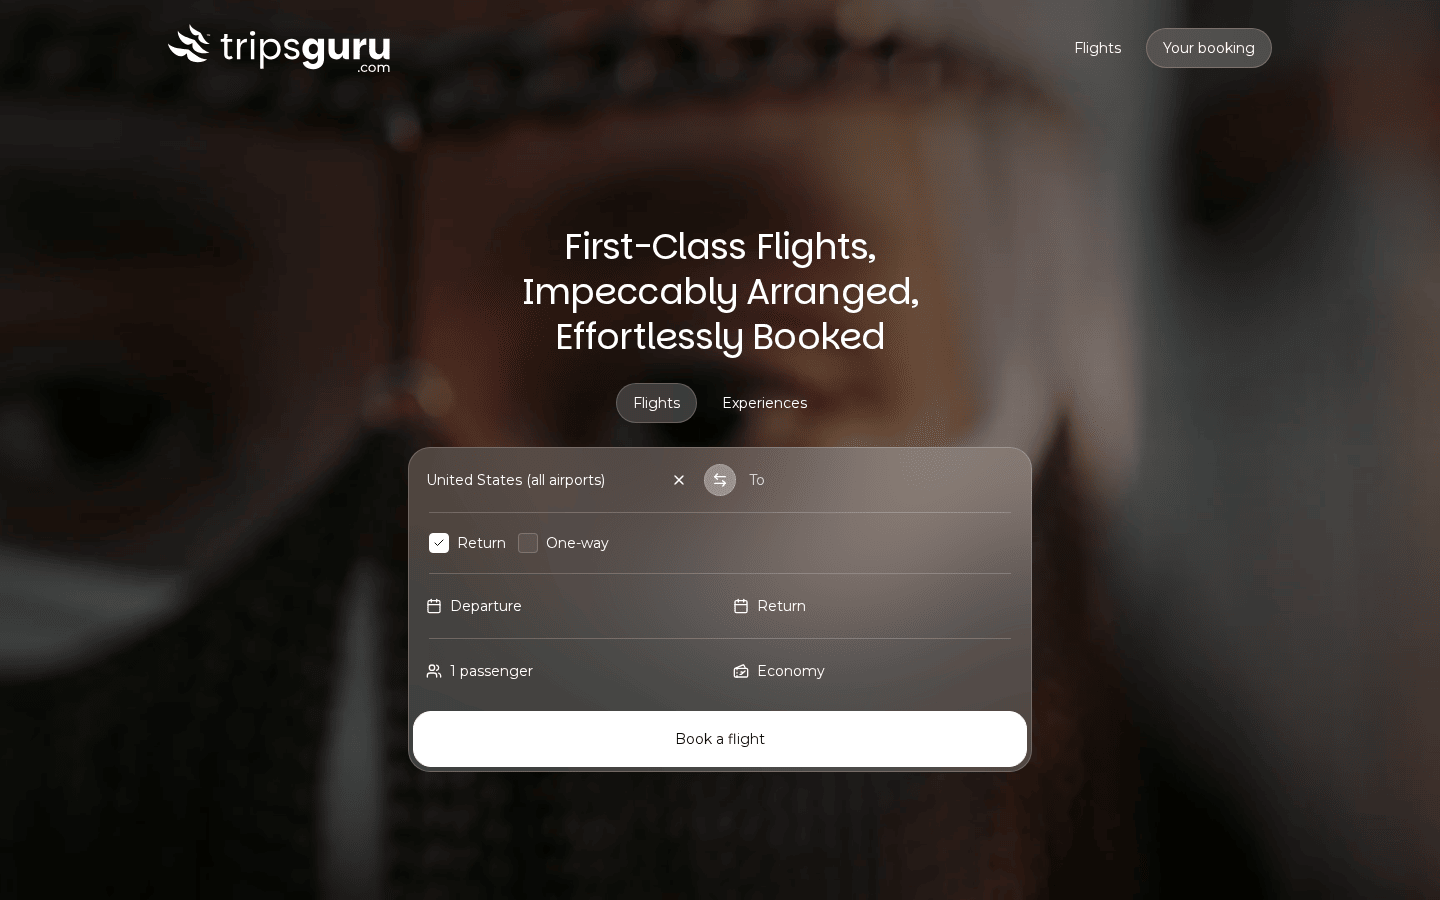 tripsguru
.com
Flights
Your booking
First-Class Flights,
Impeccably Arranged,
Effortlessly Booked
Flights
Experiences
United States (all airports)
To
Return
One-way
Departure
Return
1 passenger
Economy
Book a flight